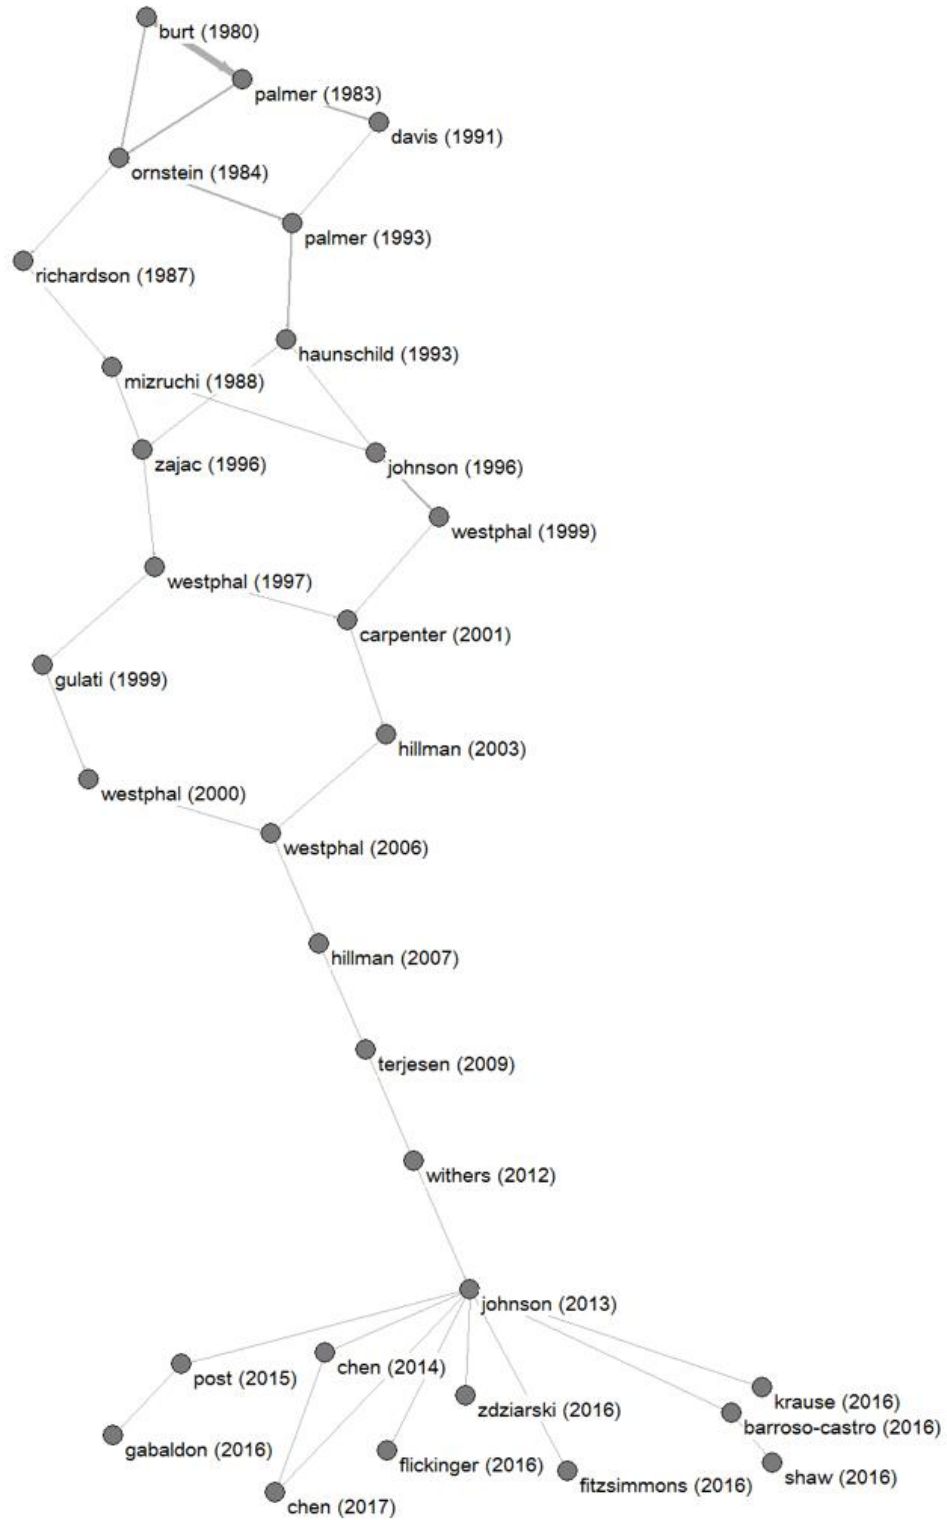 burt (1980)
palmer (1983)
davis (1991)
ornstein (1984)
palmer (1993)
richardson (1987)
haunschild (1993)
mizruchi (1988)
zajac (1996)
johnson (1996)
westphal (1999)
westphal (1997)
carpenter (2001)
gulati (1999)
hillman (2003)
westphal (2000)
westphal (2006)
hillman (2007)
terjesen (2009)
withers (2012)
johnson (2013)
chen (2014)
post (2015)
krause (2016)
zdziarski (2016)
barroso-castro (2016)
gabaldon (2016)
flickinger (2016)
shaw (2016)
fitzsimmons (2016)
chen (2017)